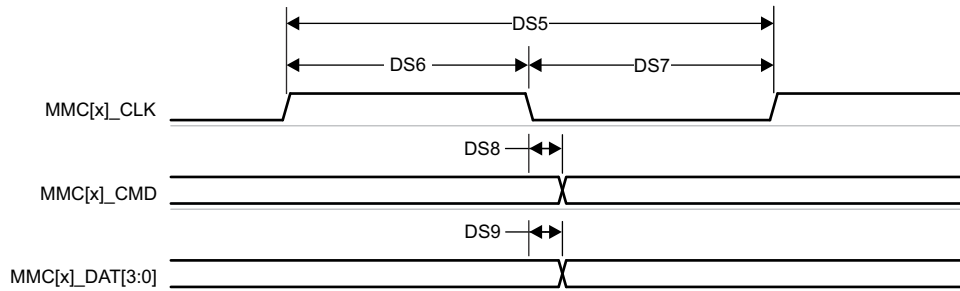 DS5
DS6
DS7
MMC[x]_CLK
DS8
MMC[x]_CMD
DS9
MMC[x]_DAT[3:0]